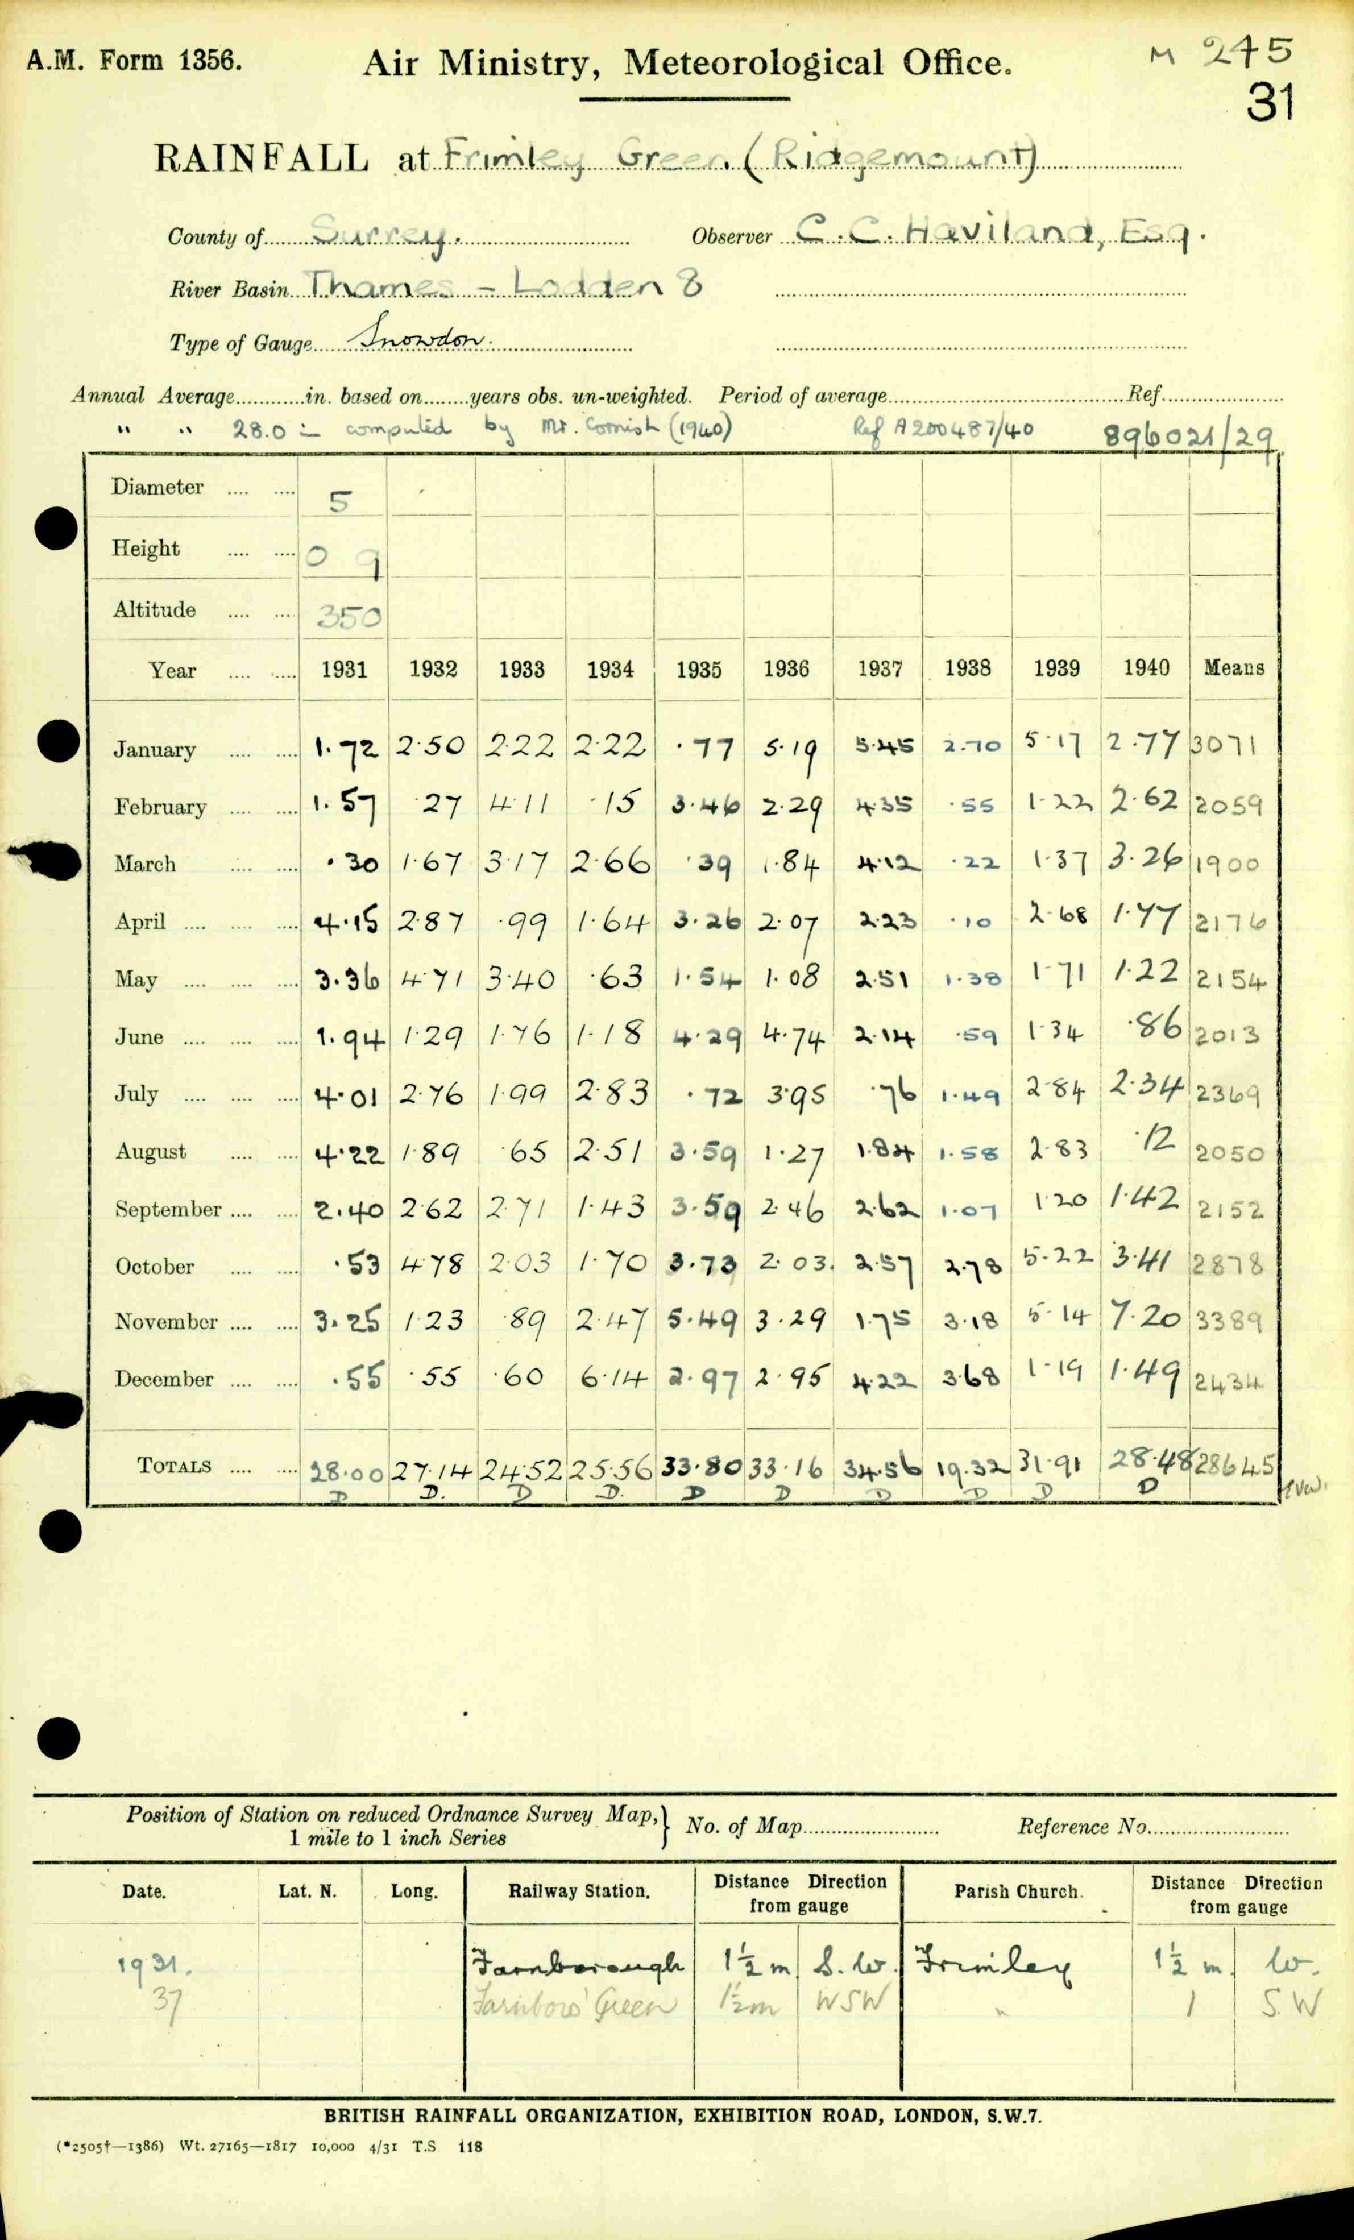 A.M. Form 1356. Air Ministry, Meteorological Office. M 245
31
RAINFALL at Frimley Green (Ridgemount)
County of Surrey. Observer C.C. Haviland, Esq.
River Basin Thames - Lodden 8
Type of Gauge Snowdon.
Annual Average in. based on years obs. un-weighted. Period of average Ref.
" " 28.0 in computed by Mr. Cornish (1940) Ref A200487/40 896021/29
Diameter 5
Height 0 9
Altitude 350
Year 1931 1932 1933 1934 1935 1936 1937 1938 1939 1940 Means
January 1.72 2.50 2.22 2.22 .77 5.19 5.45 2.70 5.17 2.77 3071
February 1.57 .27 4.11 .15 3.46 2.29 4.35 .55 1.22 2.62 2059
March .30 1.67 3.17 2.66 .39 1.84 4.12 .22 1.37 3.26 1900
April 4.15 2.87 .99 1.64 3.26 2.07 2.23 .10 2.68 1.77 2176
May 3.36 4.71 3.40 .63 1.54 1.08 2.51 1.38 1.71 1.22 2154
June 1.94 1.29 1.76 1.18 4.29 4.74 2.14 .59 1.34 .86 2013
July 4.01 2.76 1.99 2.83 .72 3.95 .76 1.49 2.84 2.34 2369
August 4.22 1.89 .65 2.51 3.59 1.27 1.84 1.58 2.83 .12 2050
September 2.40 2.62 2.71 1.43 3.59 2.46 2.62 1.07 1.20 1.42 2152
October .53 4.78 2.03 1.70 3.73 2.03. 2.57 2.78 5.22 3.41 2878
November 3.25 1.23 .89 2.47 5.49 3.29 1.75 3.18 5.14 7.20 3389
December .55 .55 .60 6.14 2.97 2.95 4.22 3.68 1.19 1.49 2434
TOTALS 28.00 27.14 24.52 25.56 33.80 33.16 34.56 19.32 31.91 28.48 28645
D D. D D. D D D D D D
Position of Station on reduced Ordnance Survey Map, 1 mile to 1 inch Series } No. of Map Reference No.
Date. Lat. N. Long. Railway Station. Distance Direction from gauge Parish Church. Distance Direction from gauge
1931. Farnborough 1½ m S.W. Frimley 1½ m. W.
37 Farnboro' Green 1½m WSW " 1 S.W
BRITISH RAINFALL ORGANIZATION, EXHIBITION ROAD, LONDON, S.W.7.
(*2505†—1386) Wt. 27165—1817 10,000 4/31 T.S 118